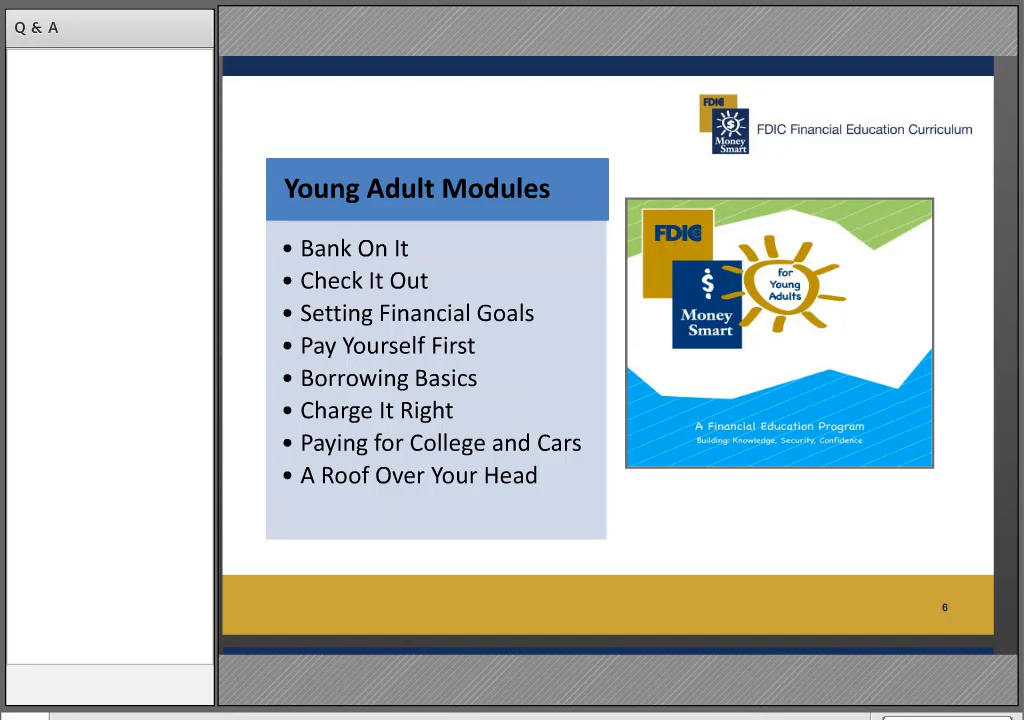 Q & A
FDIC
$
Money
Smart
FDIC Financial Education Curriculum
Young Adult Modules
• Bank On It
• Check It Out
• Setting Financial Goals
• Pay Yourself First
• Borrowing Basics
• Charge It Right
• Paying for College and Cars
• A Roof Over Your Head
FDIC
$
Money
Smart
for
Young
Adults
A Financial Education Program
Building: Knowledge, Security, Confidence
6